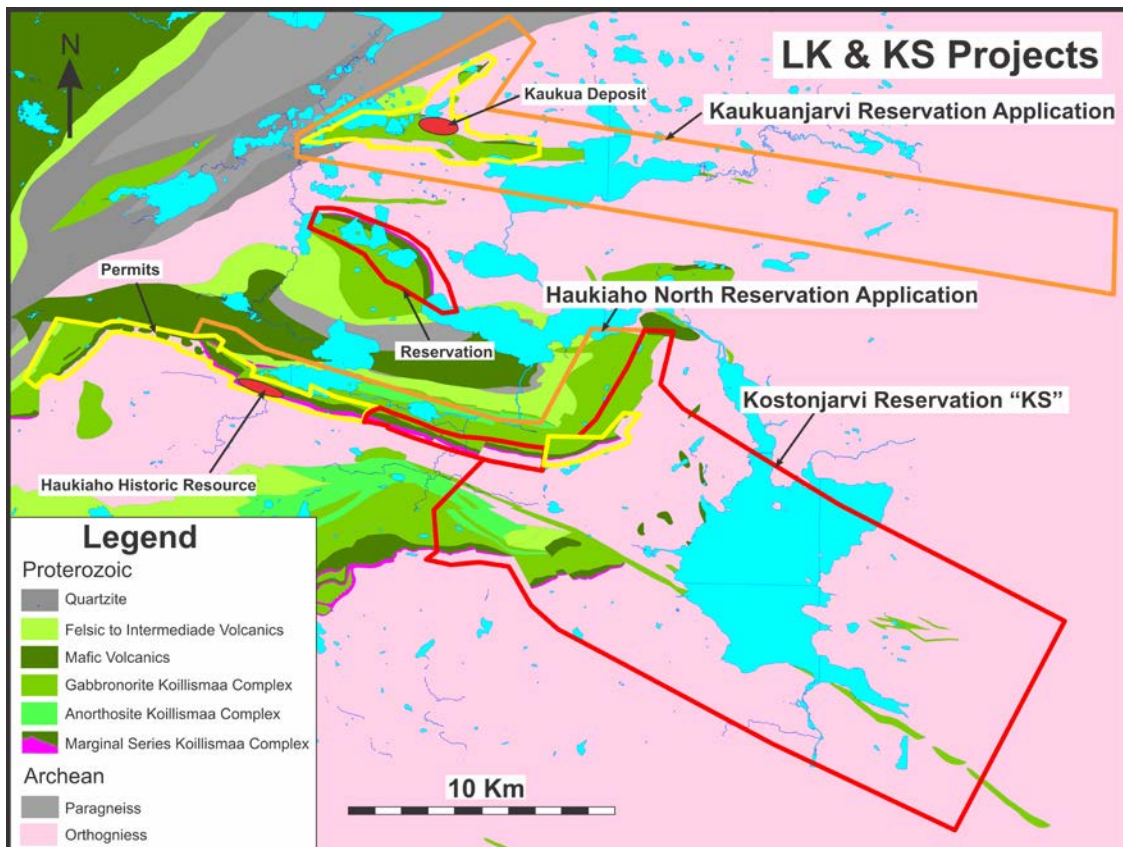 N
LK & KS Projects
Kaukua Deposit
Kaukuanjarvi Reservation Application
Permits
Haukiaho North Reservation Application
Reservation
Kostonjarvi Reservation “KS”
Haukiaho Historic Resource
Legend
Proterozoic
Quartzite
Felsic to Intermediade Volcanics
Mafic Volcanics
Gabbronorite Koillismaa Complex
Anorthosite Koillismaa Complex
Marginal Series Koillismaa Complex
Archean
Paragneiss
Orthogniess
10 Km